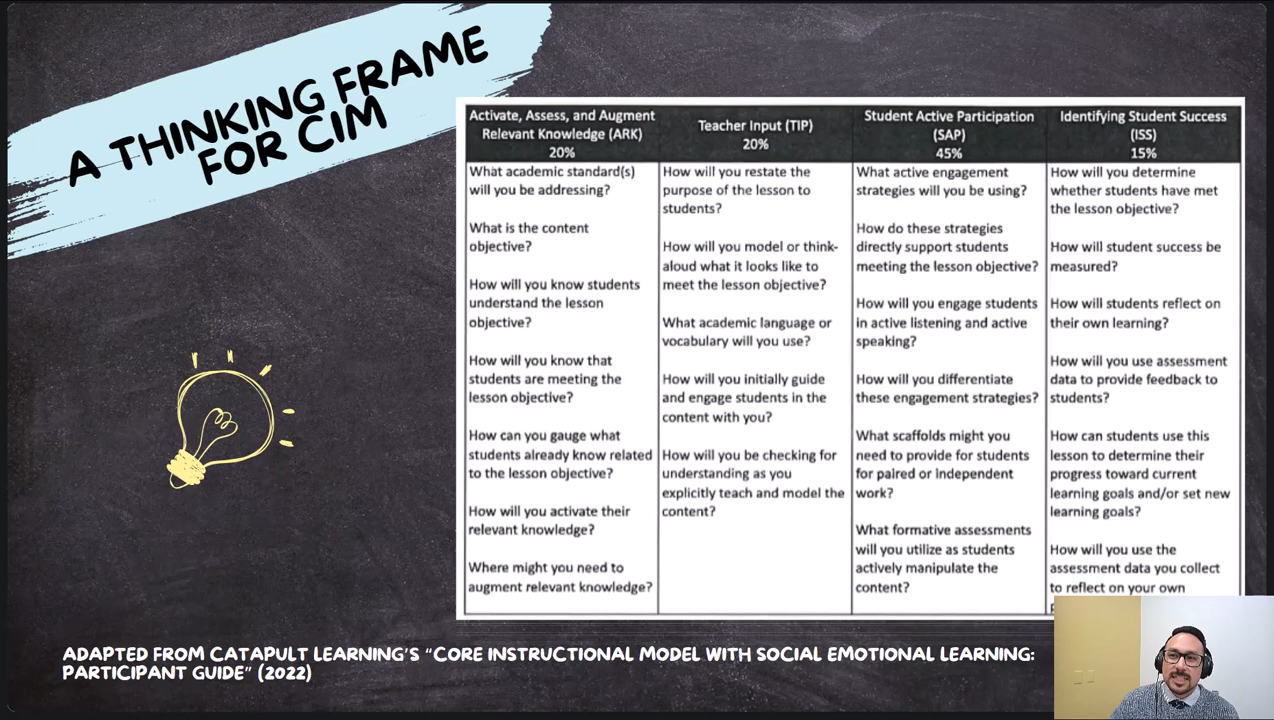 A THINKING FRAME
FOR CIM
Activate, Assess, and Augment
Relevant Knowledge (ARK)
20%
What academic standard(s)
will you be addressing?
What is the content
objective?
How will you know students
understand the lesson
objective?
How will you know that
students are meeting the
lesson objective?
How can you gauge what
students already know related
to the lesson objective?
How will you activate their
relevant knowledge?
Where might you need to
augment relevant knowledge?
Teacher Input (TIP)
20%
How will you restate the
purpose of the lesson to
students?
How will you model or think-
aloud what it looks like to
meet the lesson objective?
What academic language or
vocabulary will you use?
How will you initially guide
and engage students in the
content with you?
How will you be checking for
understanding as you
explicitly teach and model the
content?
Student Active Participation
(SAP)
45%
What active engagement
strategies will you be using?
How do these strategies
directly support students
meeting the lesson objective?
How will you engage students
in active listening and active
speaking?
How will you differentiate
these engagement strategies?
What scaffolds might you
need to provide for students
for paired or independent
work?
What formative assessments
will you utilize as students
actively manipulate the
content?
Identifying Student Success
(ISS)
15%
How will you determine
whether students have met
the lesson objective?
How will student success be
measured?
How will students reflect on
their own learning?
How will you use assessment
data to provide feedback to
students?
How can students use this
lesson to determine their
progress toward current
learning goals and/or set new
learning goals?
How will you use the
assessment data you collect
to reflect on your own
ADAPTED FROM CATAPULT LEARNING'S "CORE INSTRUCTIONAL MODEL WITH SOCIAL EMOTIONAL LEARNING:
PARTICIPANT GUIDE" (2022)